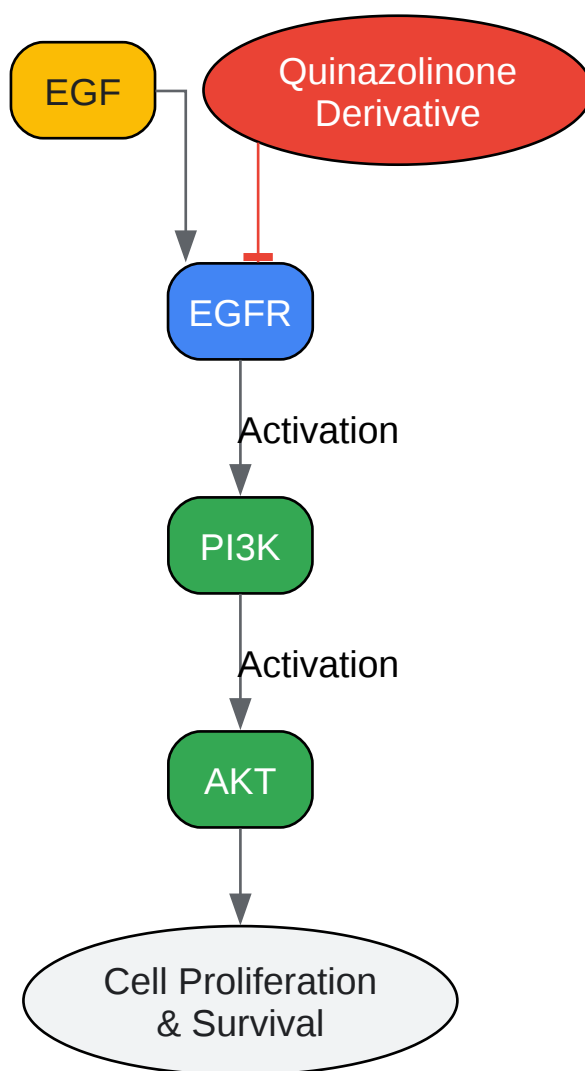 EGF
Quinazolinone
Derivative
EGFR
Activation
PI3K
Activation
AKT
Cell Proliferation
& Survival